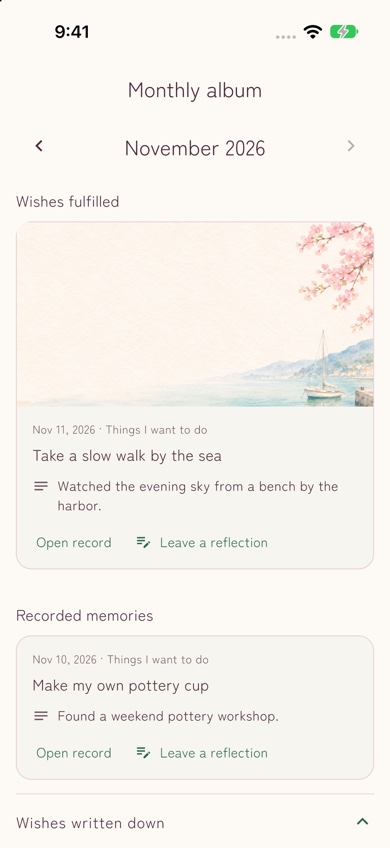 9:41
Monthly album
November 2026
Wishes fulfilled
Nov 11, 2026 · Things I want to do
Take a slow walk by the sea
Watched the evening sky from a bench by the
harbor.
Open record
Leave a reflection
Recorded memories
Nov 10, 2026 · Things I want to do
Make my own pottery cup
Found a weekend pottery workshop.
Open record
Leave a reflection
Wishes written down